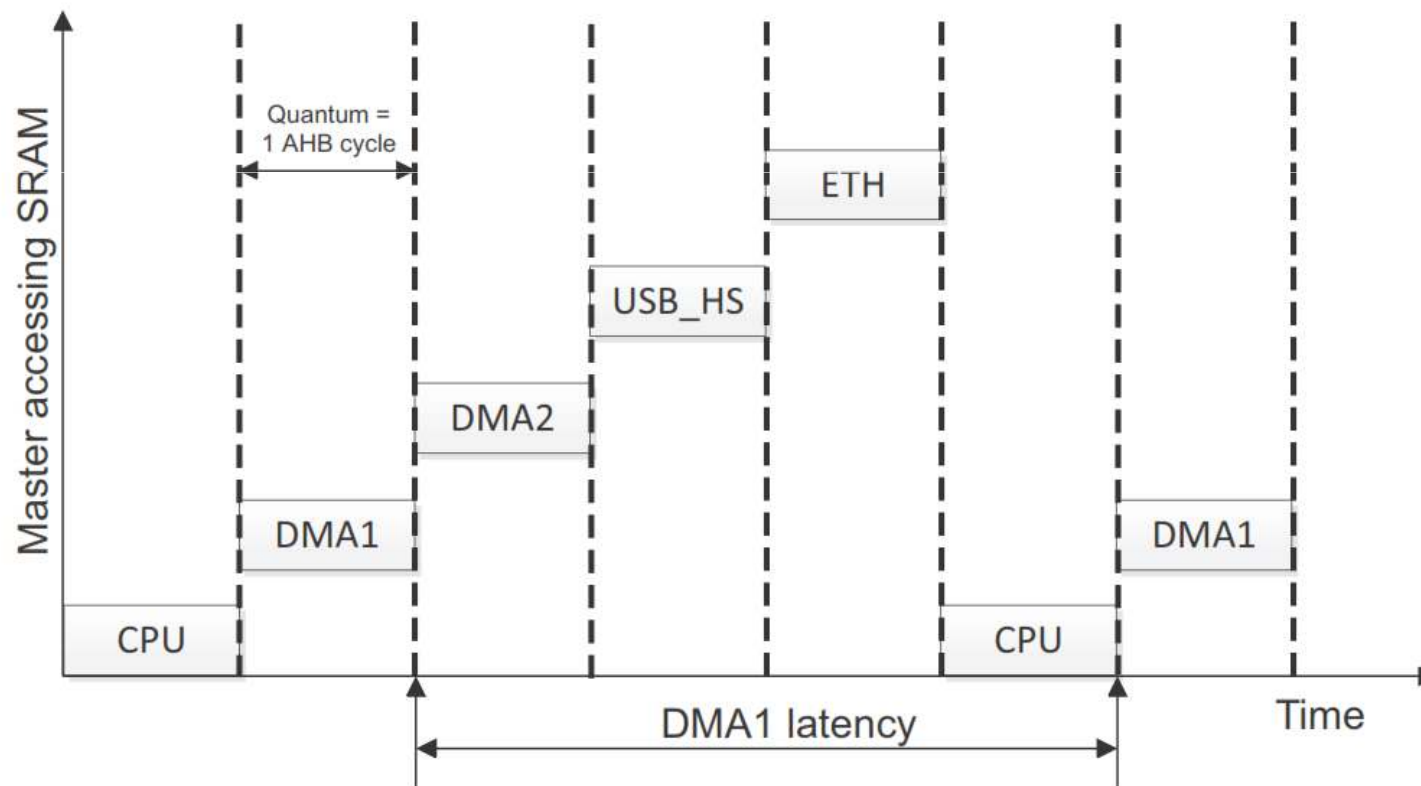 Master accessing SRAM
Quantum =
1 AHB cycle
ETH
USB_HS
DMA2
DMA1
DMA1
CPU
CPU
DMA1 latency
Time